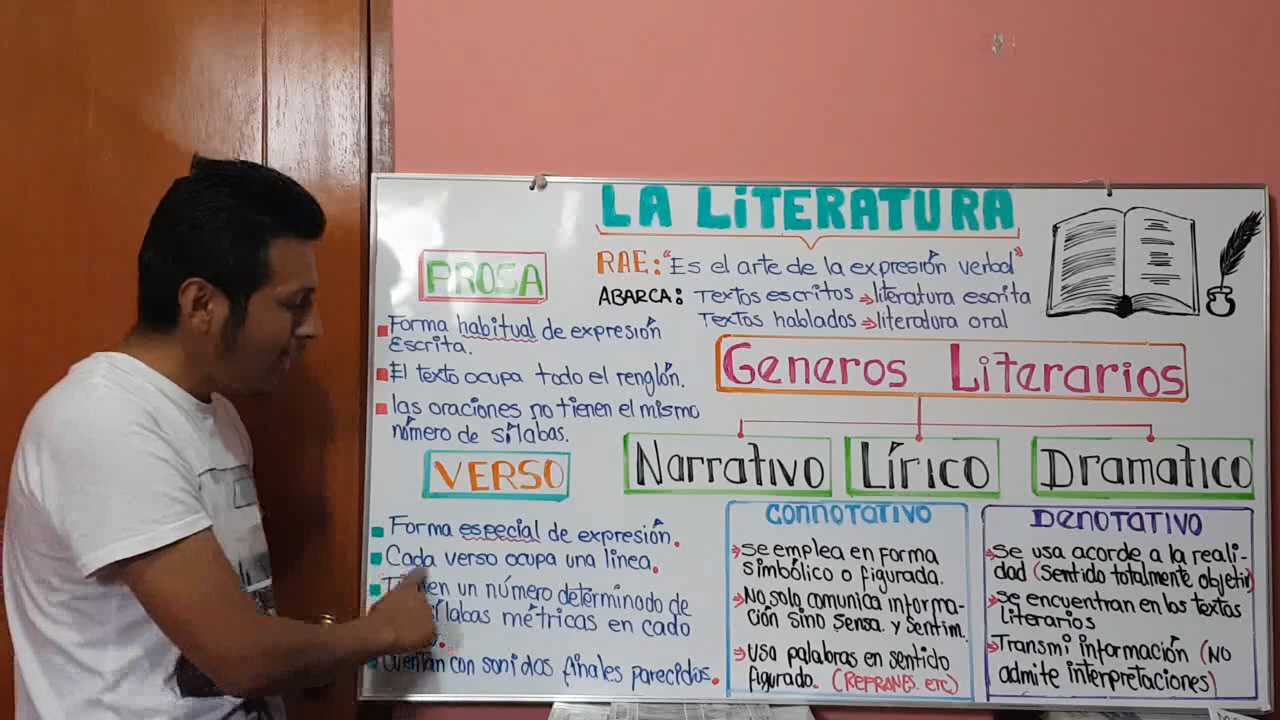 LA LiTERATURA
RAE: "Es el arte de la expresión verbal"
ABARCA: Textos escitos → literatura escrita
Textos hablados → literatura oral
PROSA
Forma habitual de expresión
Escrita.
El texto ocupa todo el renglón.
las oraciones no tienen el mismo
número de sílabas.
VERSO
Forma especial de expresión.
Cada verso ocupa una linea.
un número determinodo de
métricas en cado
con sonidos finales parecidos.
Generos Literarios
Narrativo
Lírico
Dramatico
CONNOTATIVO
→ se emplea en forma
simbólico o figurada.
→ No solo comunica informa-
ción sino sensa. y sentim.
→ Usa palabras en sentido
figurado. (REFRANES. etc)
DENOTATIVO
→ Se usa acorde a la reali-
dad (sentido totalmente objetiv)
→ se encuentran en los textos
literarios
→ Transmi información (NO
admite interpretaciones)